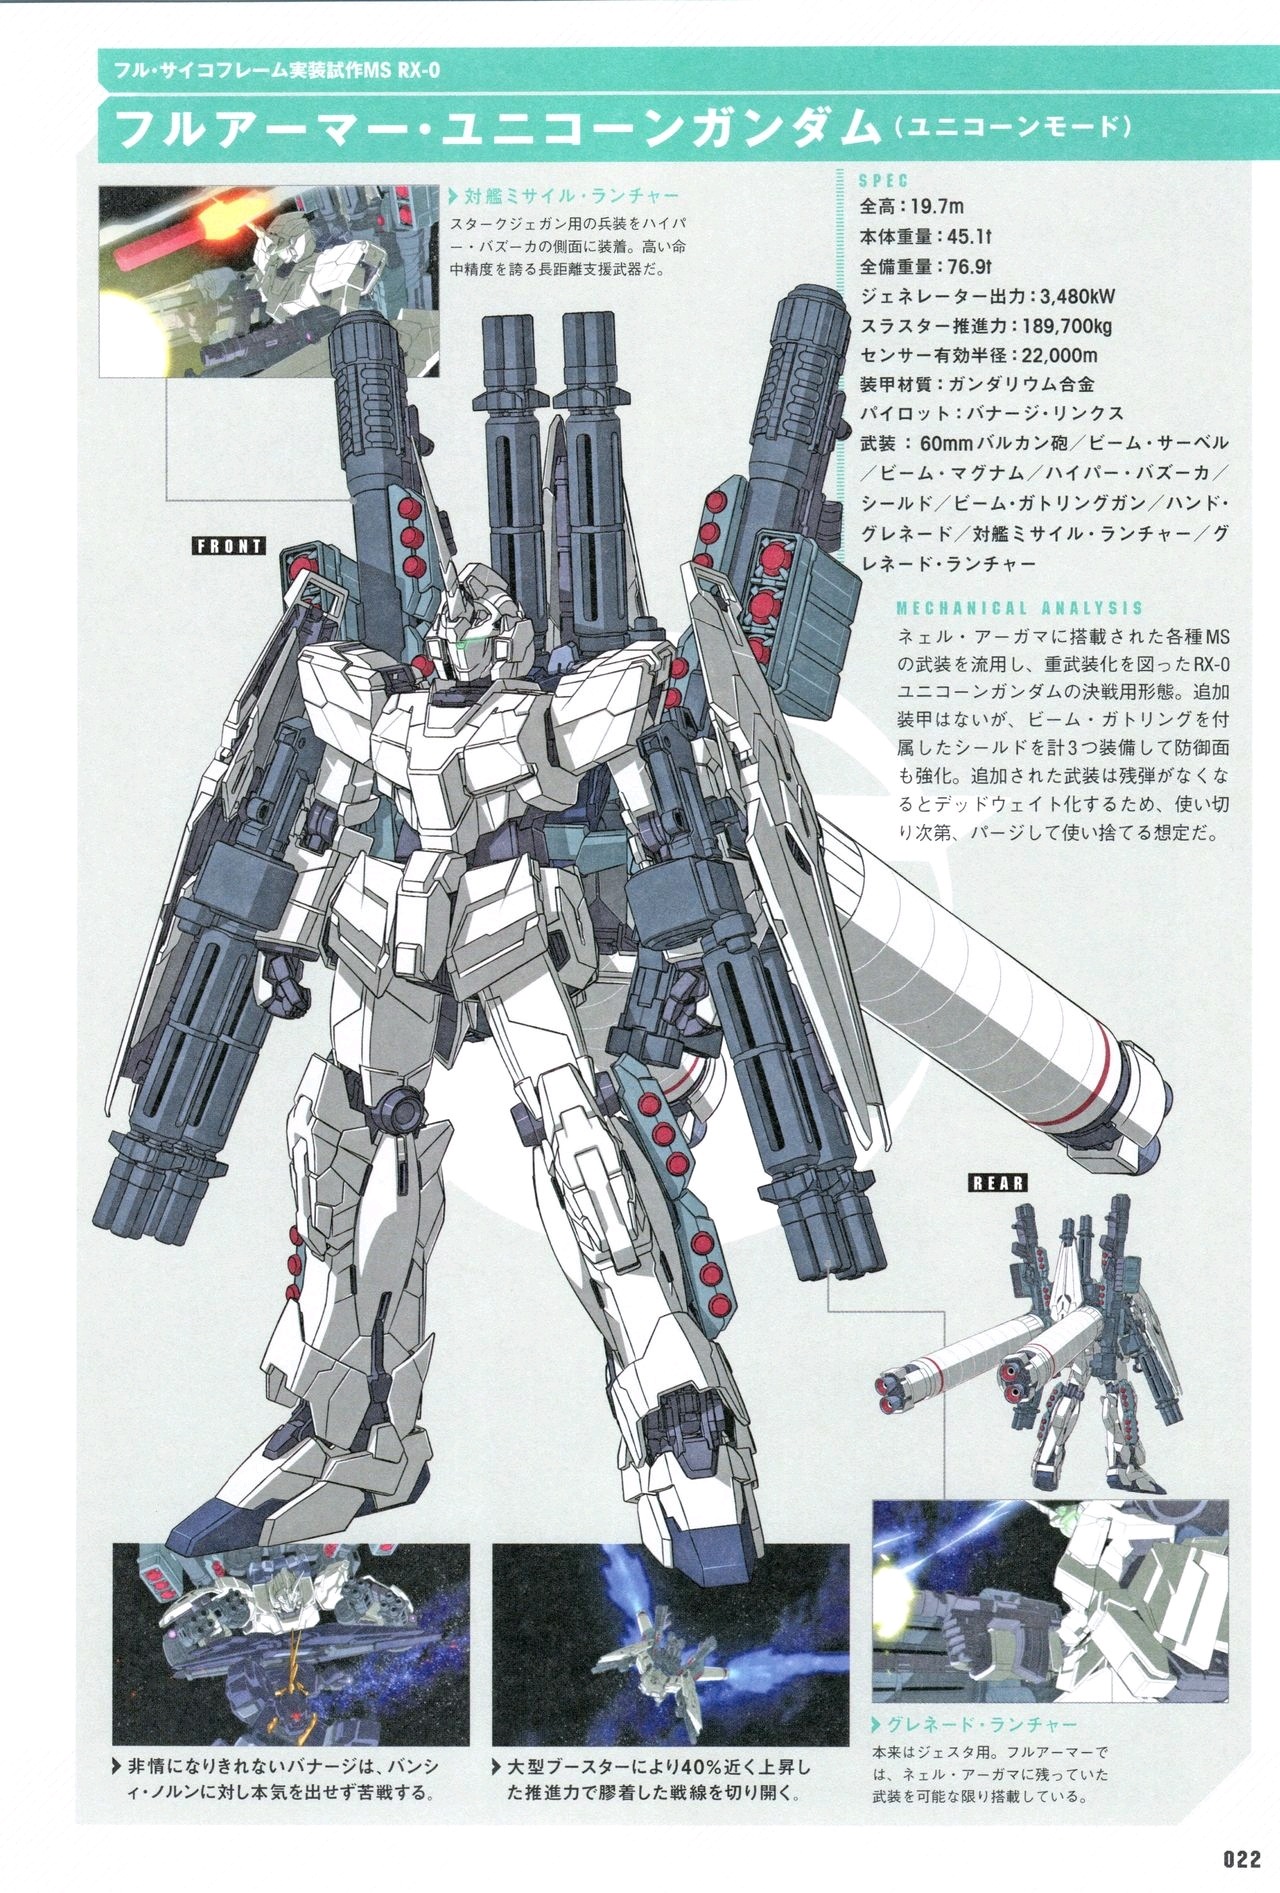 フル・サイコフレーム実装試作MS RX-0
フルアーマー・ユニコーンガンダム（ユニコーンモード）
対艦ミサイル・ランチャー
スタークジェガン用の兵装をハイパ
ー・バズーカの側面に装着。高い命
中精度を誇る長距離支援武器だ。
SPEC
全高：19.7m
本体重量：45.1t
全備重量：76.9t
ジェネレーター出力：3,480kW
スラスター推進力：189,700kg
センサー有効半径：22,000m
装甲材質：ガンダリウム合金
パイロット：バナージ・リンクス
武装：60mmバルカン砲／ビーム・サーベル
／ビーム・マグナム／ハイパー・バズーカ／
シールド／ビーム・ガトリングガン／ハンド・
グレネード／対艦ミサイル・ランチャー／グ
レネード・ランチャー
FRONT
MECHANICAL ANALYSIS
ネェル・アーガマに搭載された各種MS
の武装を流用し、重武装化を図ったRX-0
ユニコーンガンダムの決戦用形態。追加
装甲はないが、ビーム・ガトリングを付
属したシールドを計3つ装備して防御面
も強化。追加された武装は残弾がなくな
るとデッドウェイト化するため、使い切
り次第、パージして使い捨てる想定だ。
REAR
非情になりきれないバナージは、バンシ
ィ・ノルンに対し本気を出せず苦戦する。
大型ブースターにより40%近く上昇し
た推進力で膠着した戦線を切り開く。
グレネード・ランチャー
本来はジェスタ用。フルアーマーで
は、ネェル・アーガマに残っていた
武装を可能な限り搭載している。
022